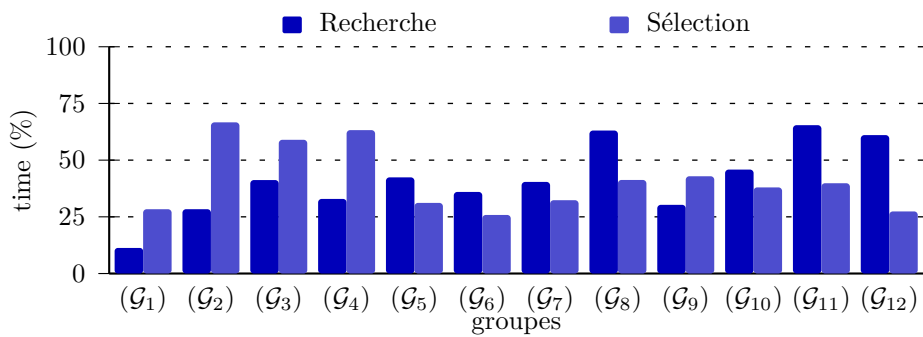 Recherche Sélection
100
75
50
25
0
time (%)
(𝒢₁) (𝒢₂) (𝒢₃) (𝒢₄) (𝒢₅) (𝒢₆) (𝒢₇) (𝒢₈) (𝒢₉) (𝒢₁₀) (𝒢₁₁) (𝒢₁₂)
groupes